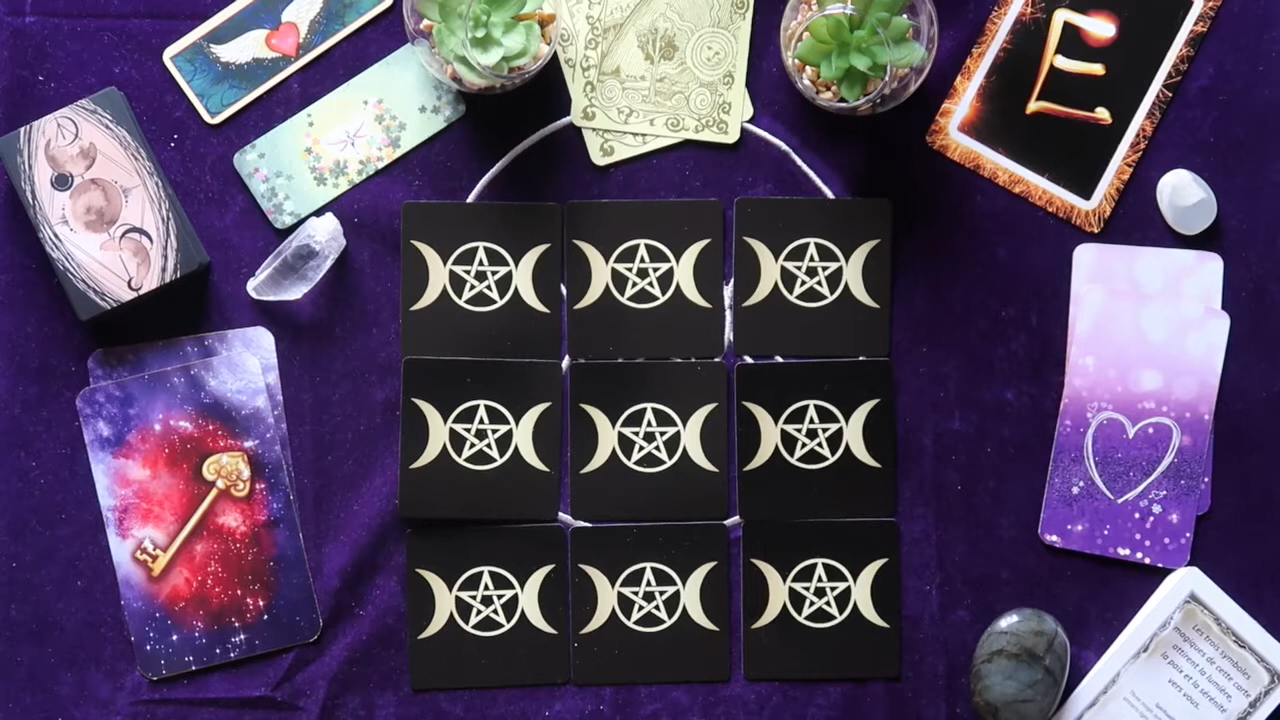 E
Les trois symboles
magiques de cette carte
attirent la lumière,
la paix et la sérénité
vers vous.